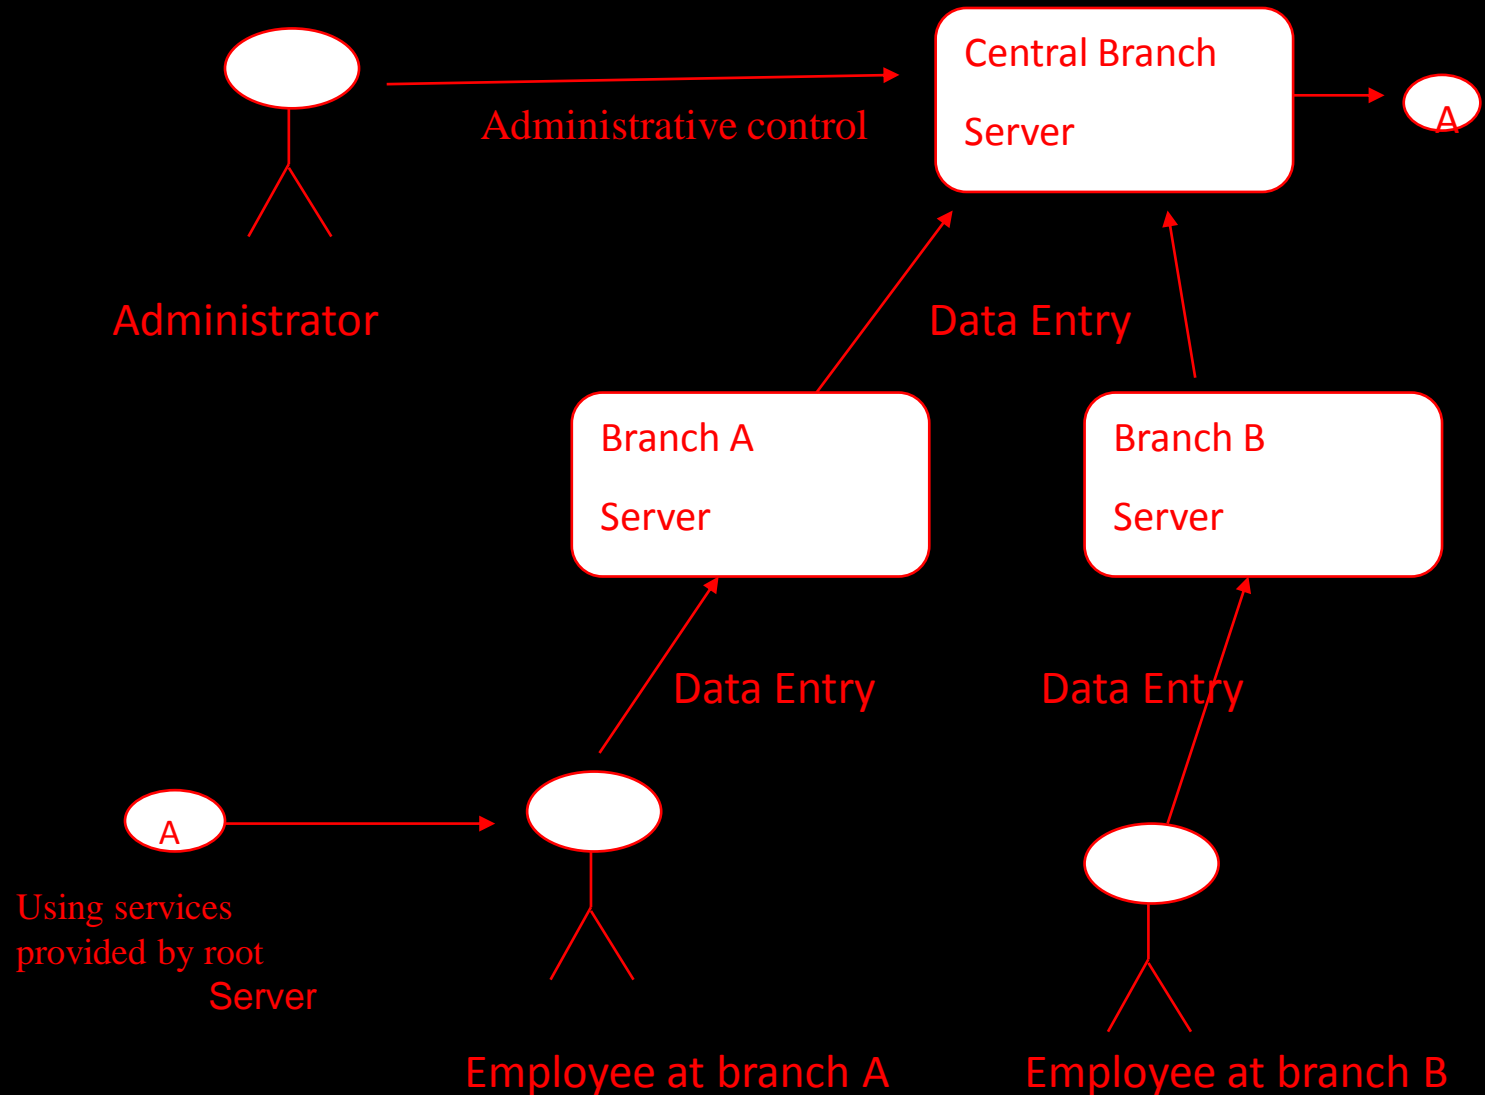 Central Branch
Server
A
Administrative control
Administrator
Data Entry
Branch A
Server
Branch B
Server
Data Entry
Data Entry
A
Using services
provided by root
Server
Employee at branch A
Employee at branch B